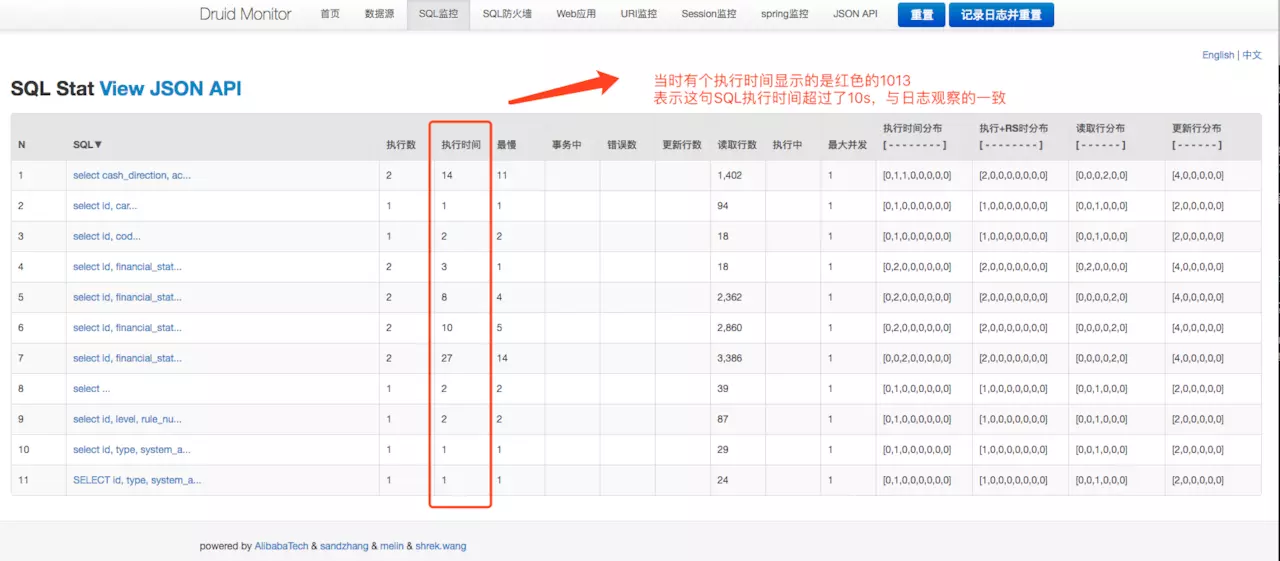 Druid Monitor 首页 数据源 SQL监控 SQL防火墙 Web应用 URI监控 Session监控 spring监控 JSON API 重置 记录日志并重置
English | 中文
当时有个执行时间显示的是红色的1013
表示这句SQL执行时间超过了10s，与日志观察的一致
SQL Stat View JSON API
N SQL▼ 执行数 执行时间 最慢 事务中 错误数 更新行数 读取行数 执行中 最大并发 执行时间分布 [ - - - - - - - - ] 执行+RS时分布 [ - - - - - - - - ] 读取行分布 [ - - - - - - ] 更新行分布 [ - - - - - - ]
1 select cash_direction, ac... 2 14 11 1,402 1 [0,1,1,0,0,0,0,0] [2,0,0,0,0,0,0,0] [0,0,0,2,0,0] [4,0,0,0,0,0]
2 select id, car... 1 1 1 94 1 [0,1,0,0,0,0,0,0] [1,0,0,0,0,0,0,0] [0,0,1,0,0,0] [2,0,0,0,0,0]
3 select id, cod... 1 2 2 18 1 [0,1,0,0,0,0,0,0] [1,0,0,0,0,0,0,0] [0,0,1,0,0,0] [2,0,0,0,0,0]
4 select id, financial_stat... 2 3 1 18 1 [0,2,0,0,0,0,0,0] [2,0,0,0,0,0,0,0] [0,2,0,0,0,0] [4,0,0,0,0,0]
5 select id, financial_stat... 2 8 4 2,362 1 [0,2,0,0,0,0,0,0] [2,0,0,0,0,0,0,0] [0,0,0,0,2,0] [4,0,0,0,0,0]
6 select id, financial_stat... 2 10 5 2,860 1 [0,2,0,0,0,0,0,0] [2,0,0,0,0,0,0,0] [0,0,0,0,2,0] [4,0,0,0,0,0]
7 select id, financial_stat... 2 27 14 3,386 1 [0,0,2,0,0,0,0,0] [2,0,0,0,0,0,0,0] [0,0,0,0,2,0] [4,0,0,0,0,0]
8 select ... 1 2 2 39 1 [0,1,0,0,0,0,0,0] [1,0,0,0,0,0,0,0] [0,0,1,0,0,0] [2,0,0,0,0,0]
9 select id, level, rule_nu... 1 2 2 87 1 [0,1,0,0,0,0,0,0] [1,0,0,0,0,0,0,0] [0,0,1,0,0,0] [2,0,0,0,0,0]
10 select id, type, system_a... 1 1 1 29 1 [0,1,0,0,0,0,0,0] [1,0,0,0,0,0,0,0] [0,0,1,0,0,0] [2,0,0,0,0,0]
11 SELECT id, type, system_a... 1 1 1 24 1 [0,1,0,0,0,0,0,0] [1,0,0,0,0,0,0,0] [0,0,1,0,0,0] [2,0,0,0,0,0]
powered by AlibabaTech & sandzhang & melin & shrek.wang